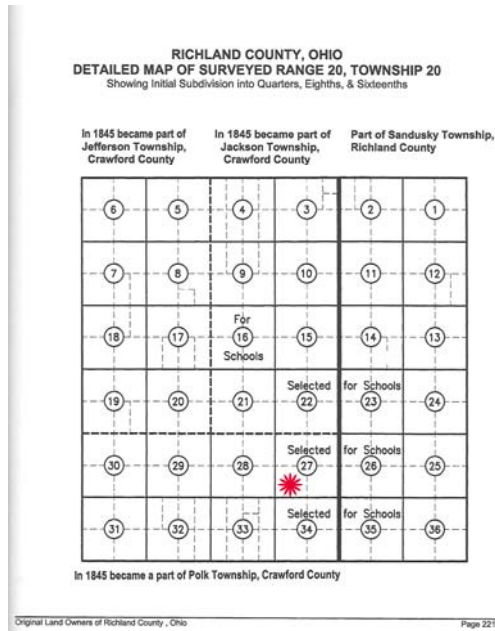 RICHLAND COUNTY, OHIO
DETAILED MAP OF SURVEYED RANGE 20, TOWNSHIP 20
Showing Initial Subdivision into Quarters, Eighths, & Sixteenths
In 1845 became part of
Jefferson Township,
Crawford County
In 1845 became part of
Jackson Township,
Crawford County
Part of Sandusky Township,
Richland County
6 5 4 3 2 1
7 8 9 10 11 12
For
18 17 16 15 14 13
Schools
Selected for Schools
19 20 21 22 23 24
Selected for Schools
30 29 28 27 26 25
Selected for Schools
31 32 33 34 35 36
In 1845 became a part of Polk Township, Crawford County
Original Land Owners of Richland County , Ohio
Page 221